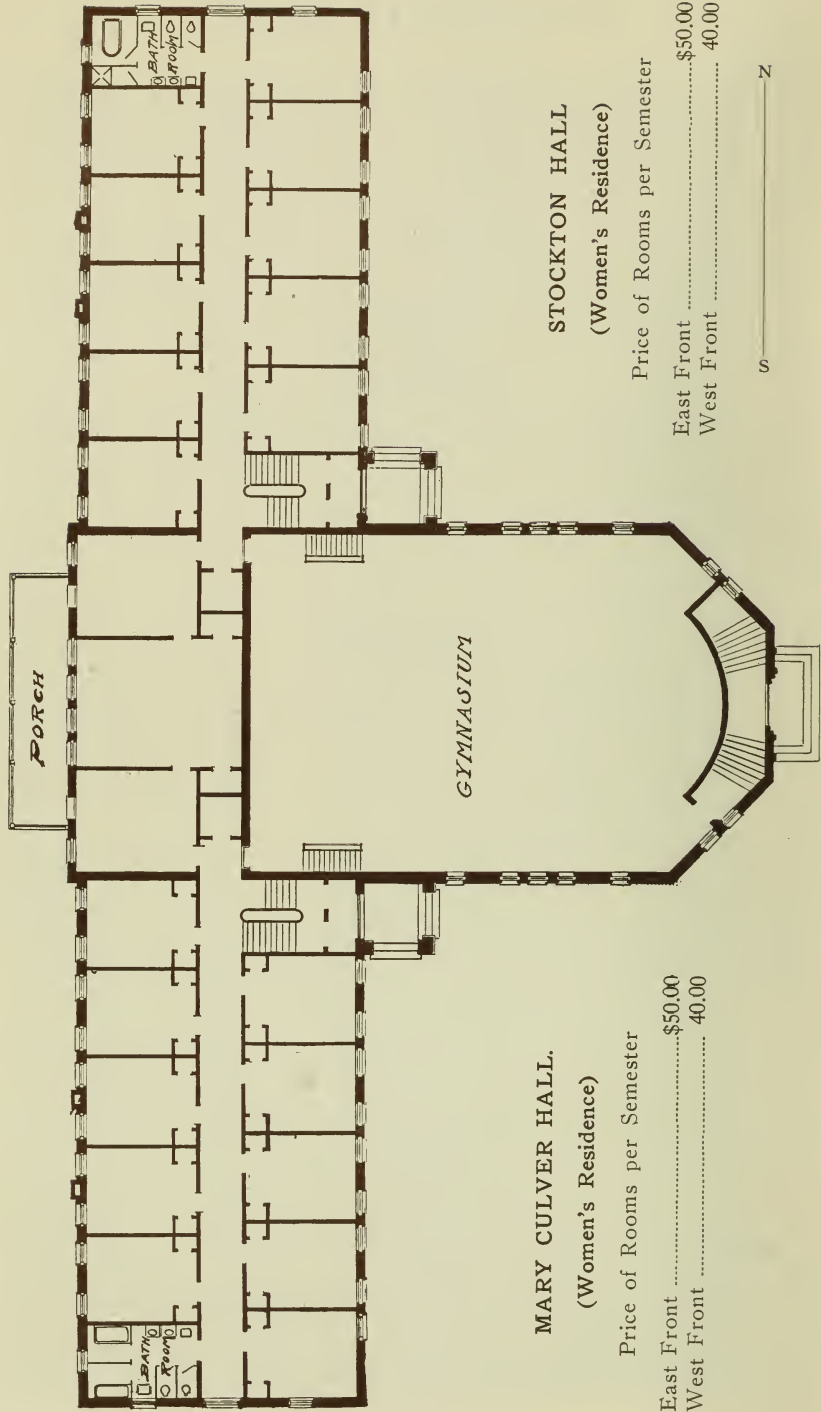 PORCH
BATH
ROOM
BATH
ROOM
GYMNASIUM
MARY CULVER HALL.
(Women's Residence)
Price of Rooms per Semester
East Front ........................................$50.00
West Front ...................................... 40.00
STOCKTON HALL
(Women's Residence)
Price of Rooms per Semester
East Front ........................................$50.00
West Front ...................................... 40.00
S N